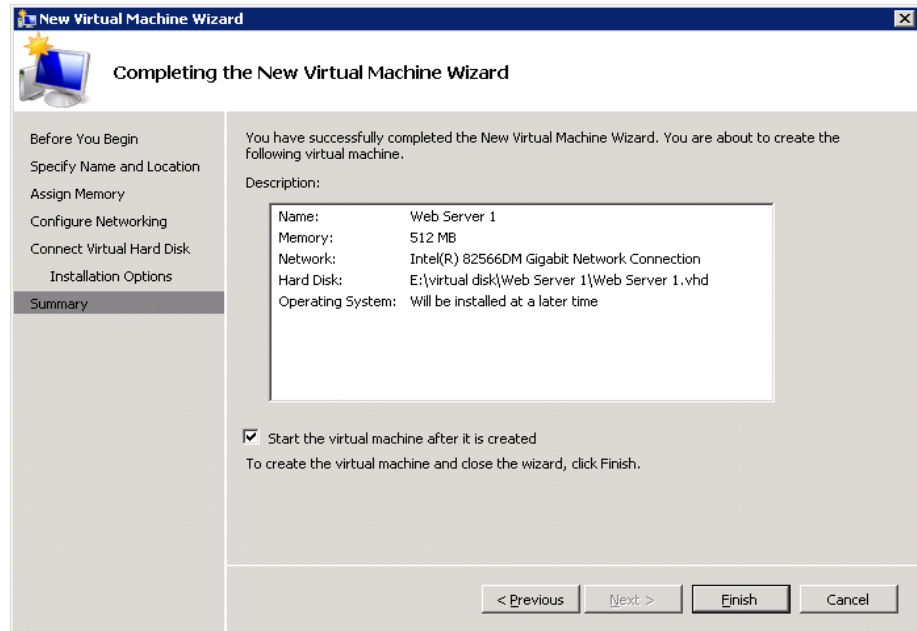 New Virtual Machine Wizard
Completing the New Virtual Machine Wizard
Before You Begin
Specify Name and Location
Assign Memory
Configure Networking
Connect Virtual Hard Disk
Installation Options
Summary
You have successfully completed the New Virtual Machine Wizard. You are about to create the
following virtual machine.
Description:
Name: Web Server 1
Memory: 512 MB
Network: Intel(R) 82566DM Gigabit Network Connection
Hard Disk: E:\virtual disk\Web Server 1\Web Server 1.vhd
Operating System: Will be installed at a later time
Start the virtual machine after it is created
To create the virtual machine and close the wizard, click Finish.
< Previous Next > Finish Cancel